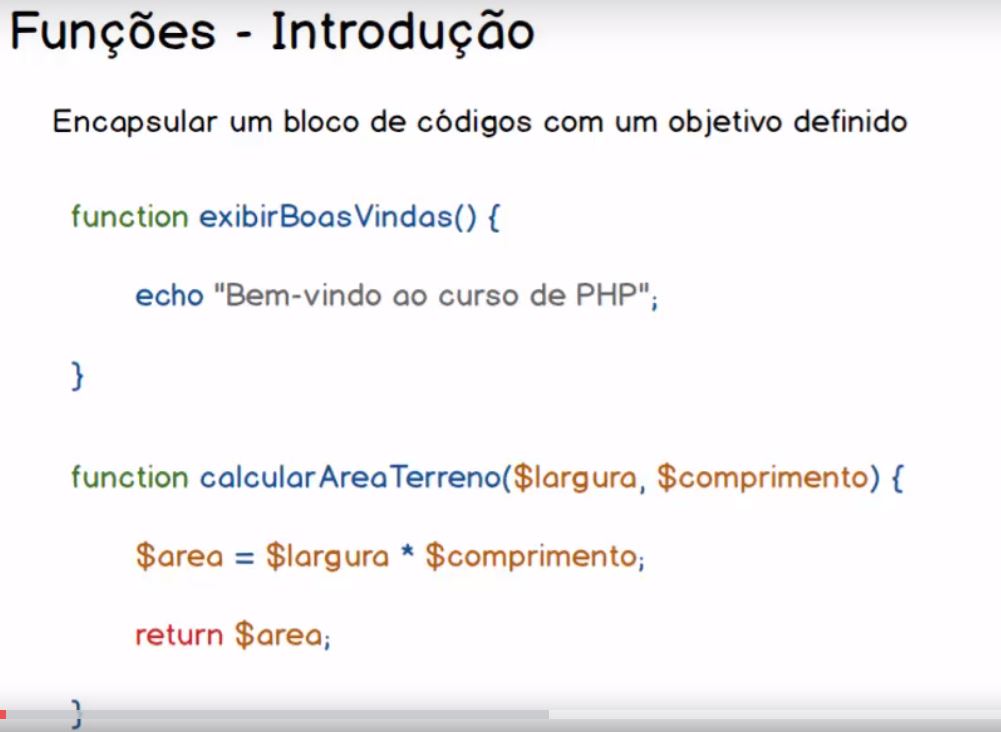 Funções - Introdução
Encapsular um bloco de códigos com um objetivo definido
function exibirBoasVindas() {
echo "Bem-vindo ao curso de PHP";
}
function calcularAreaTerreno($largura, $comprimento) {
$area = $largura * $comprimento;
return $area;
}